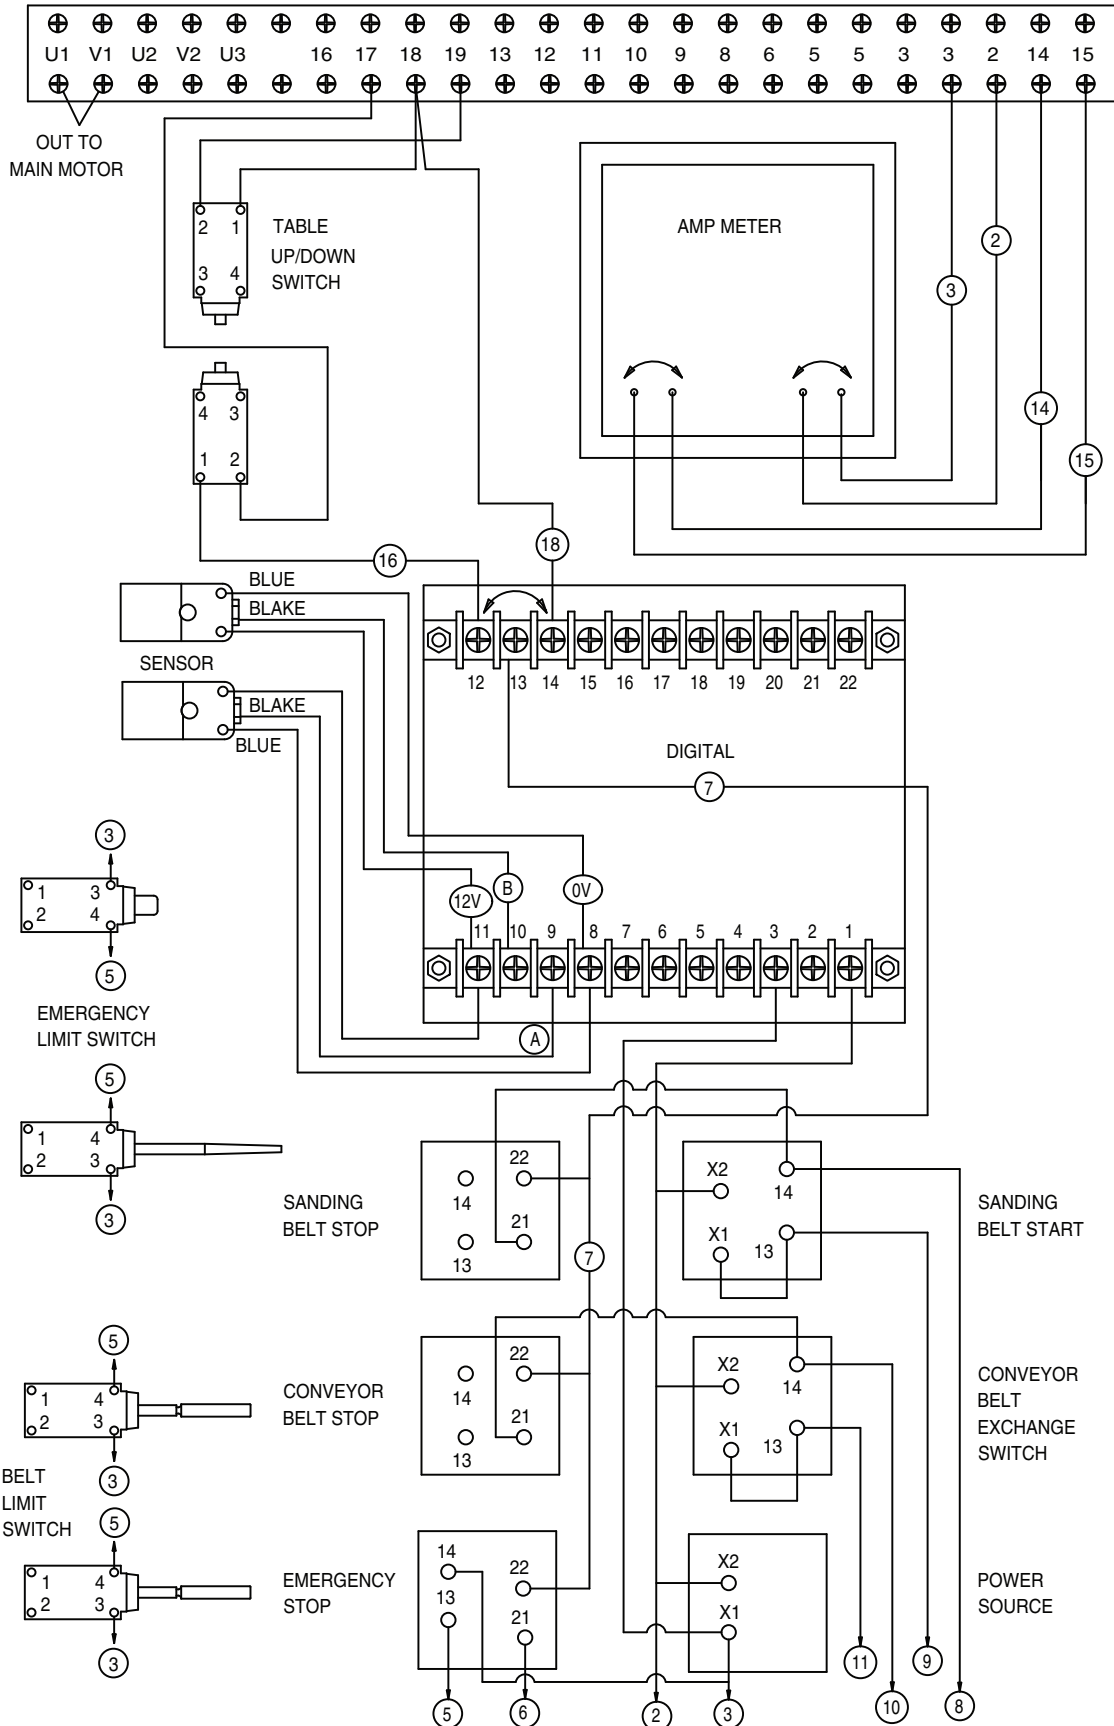 U1 V1 U2 V2 U3 16 17 18 19 13 12 11 10 9 8 6 5 5 3 3 2 14 15
OUT TO
MAIN MOTOR
2 1
3 4
TABLE
UP/DOWN
SWITCH
AMP METER
2
3
14
15
4 3
1 2
16
18
BLUE
BLAKE
SENSOR
BLAKE
BLUE
12 13 14 15 16 17 18 19 20 21 22
DIGITAL
7
12V
B
0V
11 10 9 8 7 6 5 4 3 2 1
A
3
1 3
2 4
5
EMERGENCY
LIMIT SWITCH
5
1 4
2 3
3
SANDING
BELT STOP
22
14
21
13
7
X2
14
X1
13
SANDING
BELT START
5
1 4
2 3
3
BELT
LIMIT
SWITCH
CONVEYOR
BELT STOP
22
14
21
13
X2
14
X1
13
CONVEYOR
BELT
EXCHANGE
SWITCH
5
1 4
2 3
3
EMERGENCY
STOP
14
22
13
21
X2
X1
POWER
SOURCE
5
6
2
3
11
10
9
8